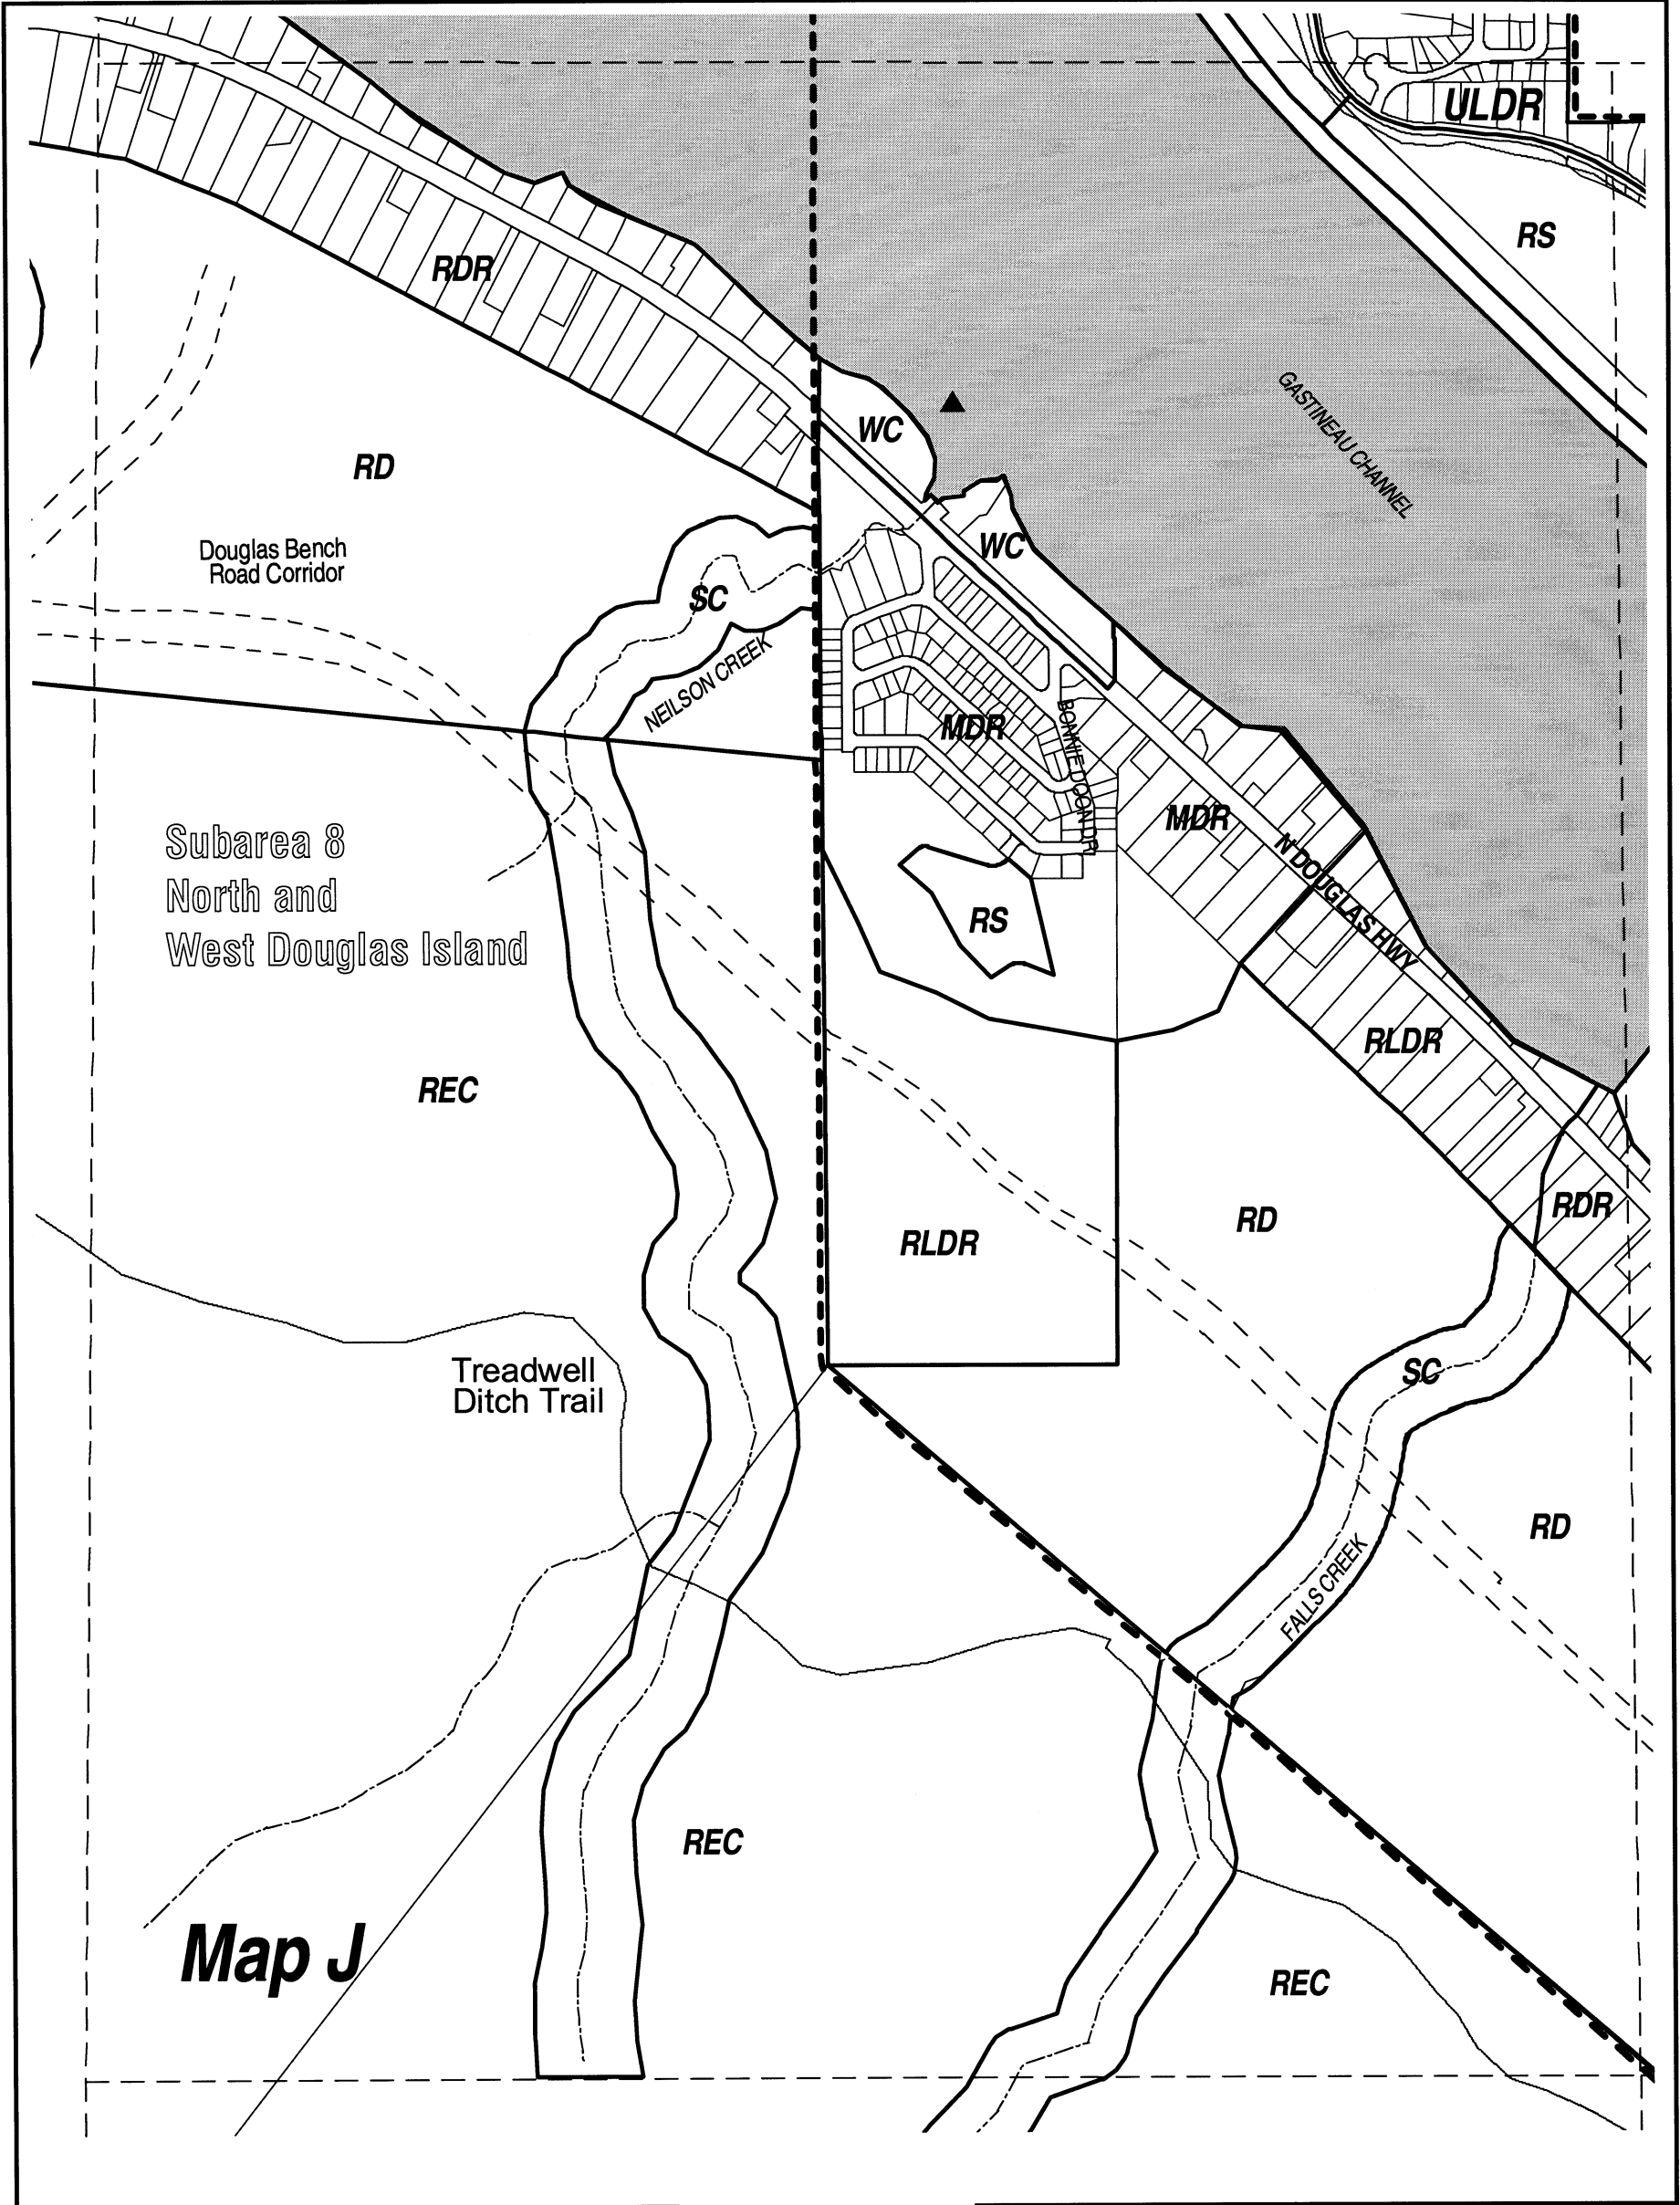 ULDR
RS
RDR
GASTINEAU CHANNEL
WC
RD
WC
Douglas Bench
Road Corridor
SC
NEILSON CREEK
MDR
BONNIE DOON DR
MDR
Subarea 8
North and
West Douglas Island
N DOUGLAS HWY
RS
RLDR
REC
RDR
RD
RLDR
Treadwell
Ditch Trail
SC
RD
FALLS CREEK
REC
Map J
REC